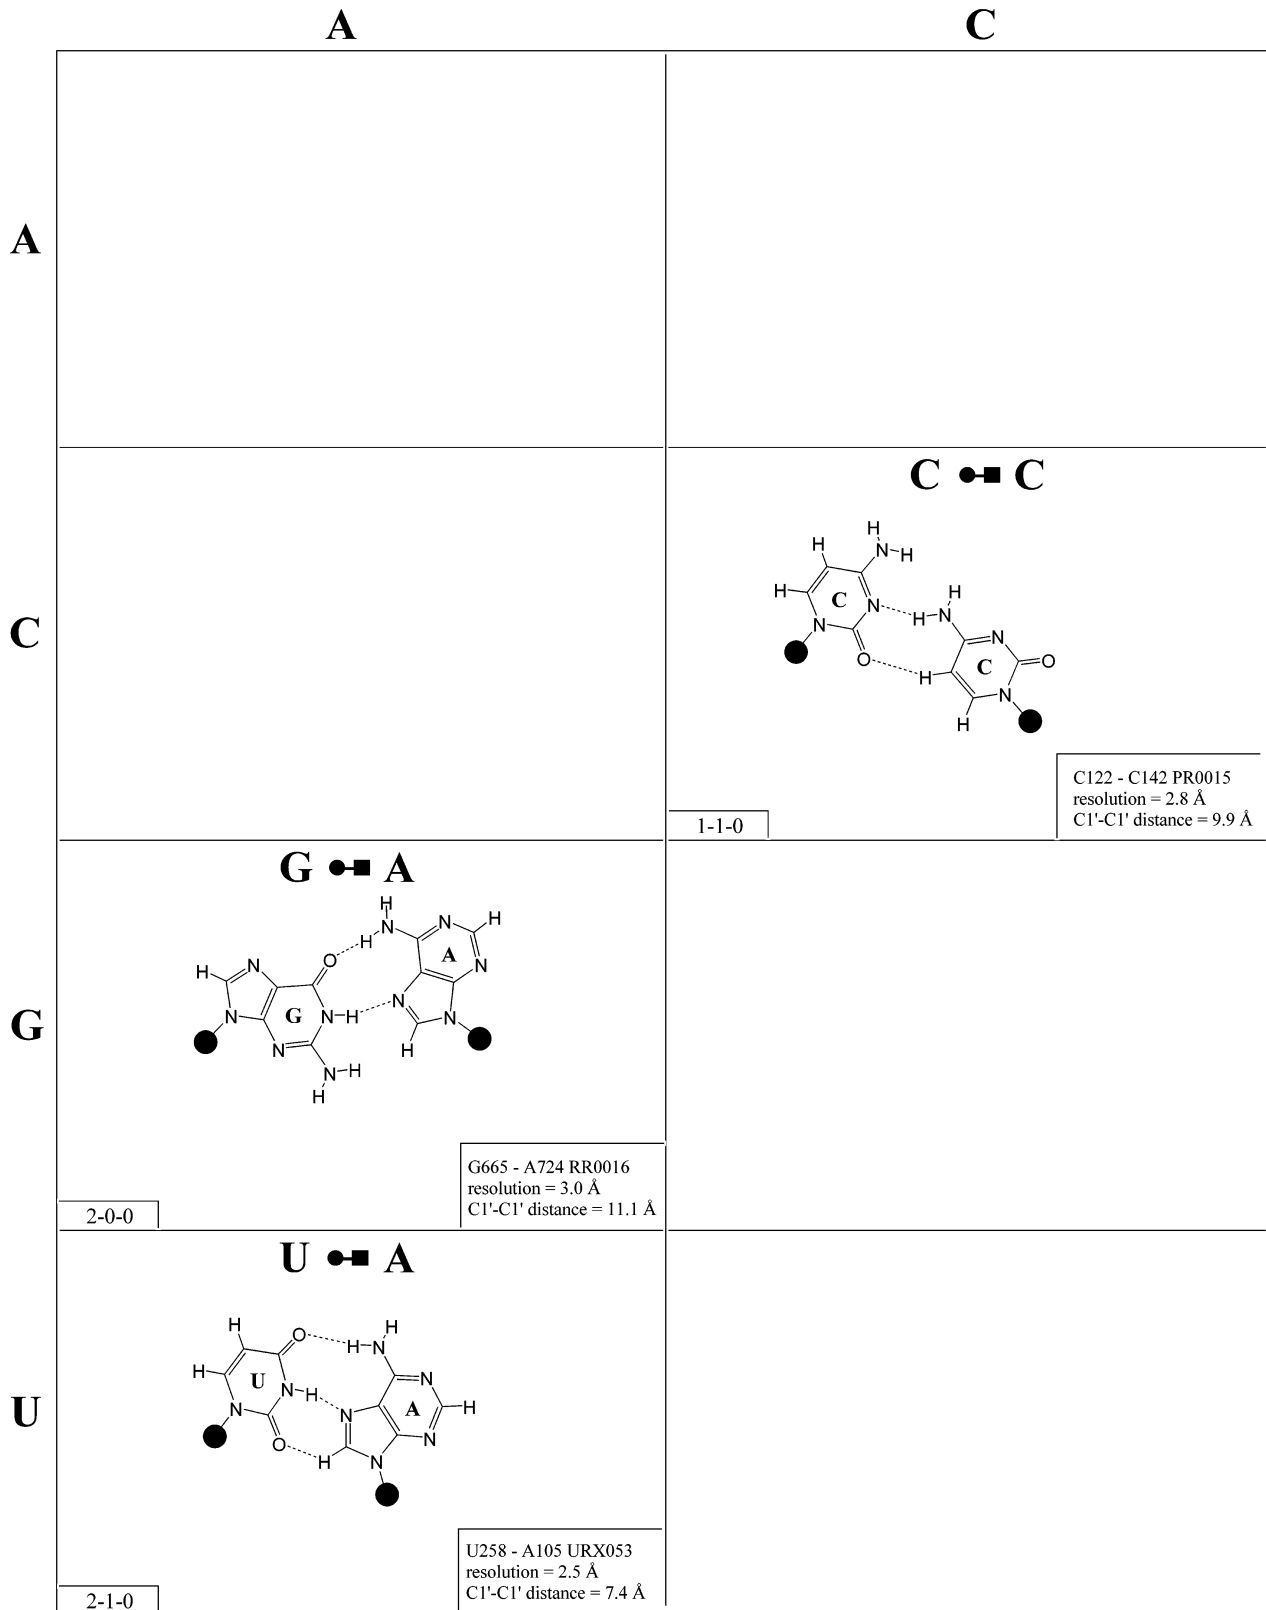 A C
A
C
C C
H
H N H
H C N H N H
N O H C N O
H N
H
C122 - C142 PR0015
resolution = 2.8 Å
C1'-C1' distance = 9.9 Å
1-1-0
G
G A
H
H N N H
O A N
H N N
N G N H N
N H
N H
H
G665 - A724 RR0016
resolution = 3.0 Å
C1'-C1' distance = 11.1 Å
2-0-0
U
U A
H O H N H
H U N H N
N N A H
O H N N
U258 - A105 URX053
resolution = 2.5 Å
C1'-C1' distance = 7.4 Å
2-1-0